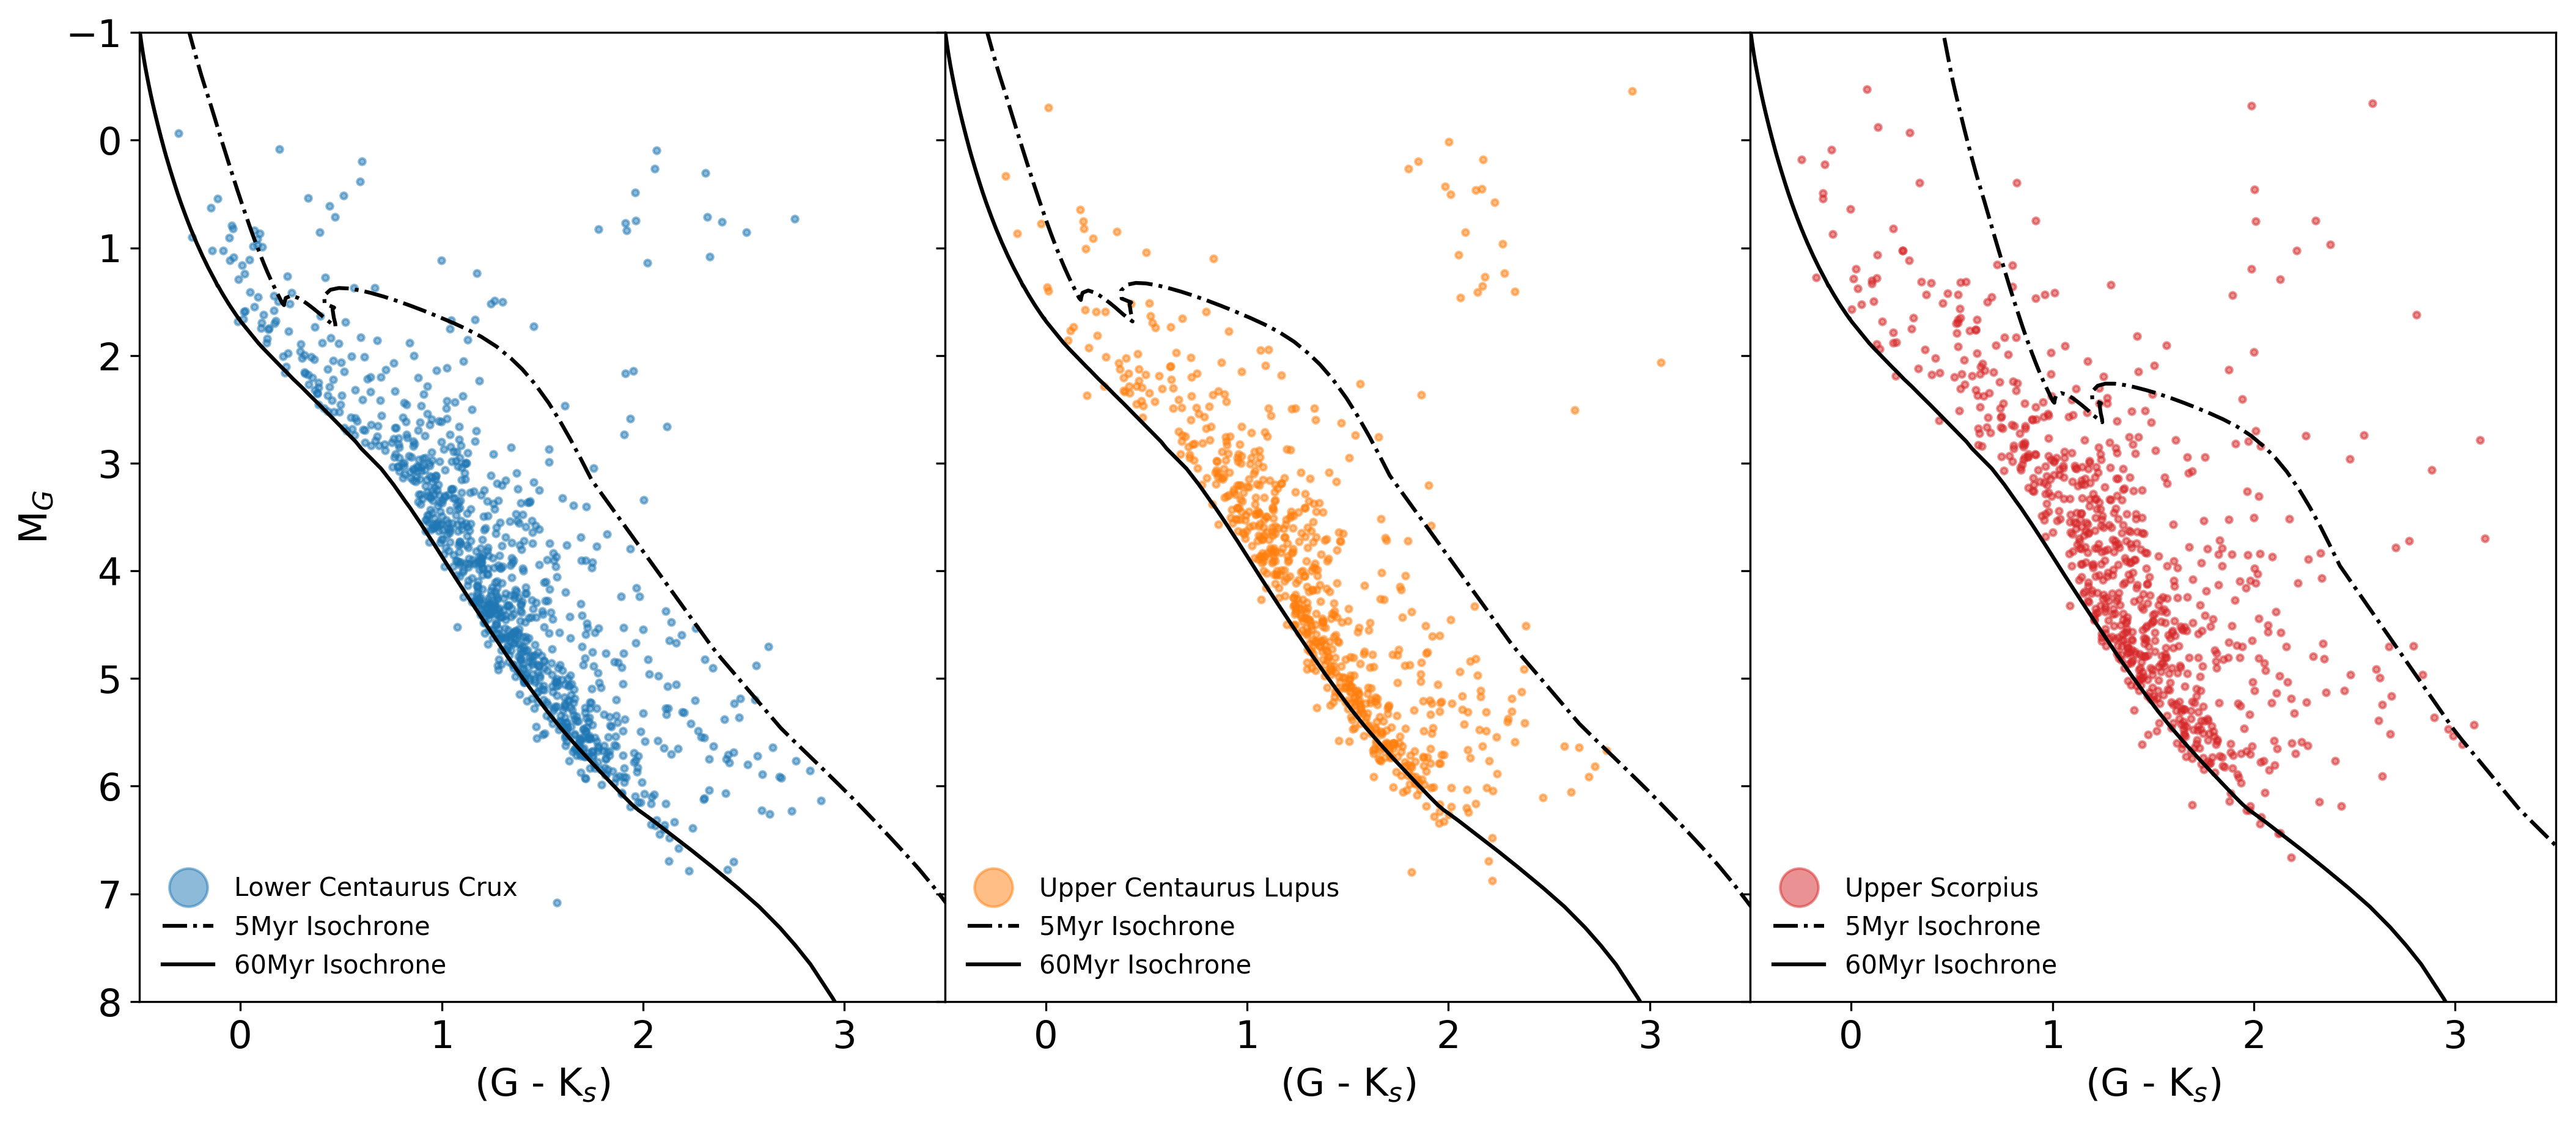 M_G
−1
0
1
2
3
4
5
6
7
8
Lower Centaurus Crux
5Myr Isochrone
60Myr Isochrone
0 1 2 3
(G - K_s)
Upper Centaurus Lupus
5Myr Isochrone
60Myr Isochrone
0 1 2 3
(G - K_s)
Upper Scorpius
5Myr Isochrone
60Myr Isochrone
0 1 2 3
(G - K_s)